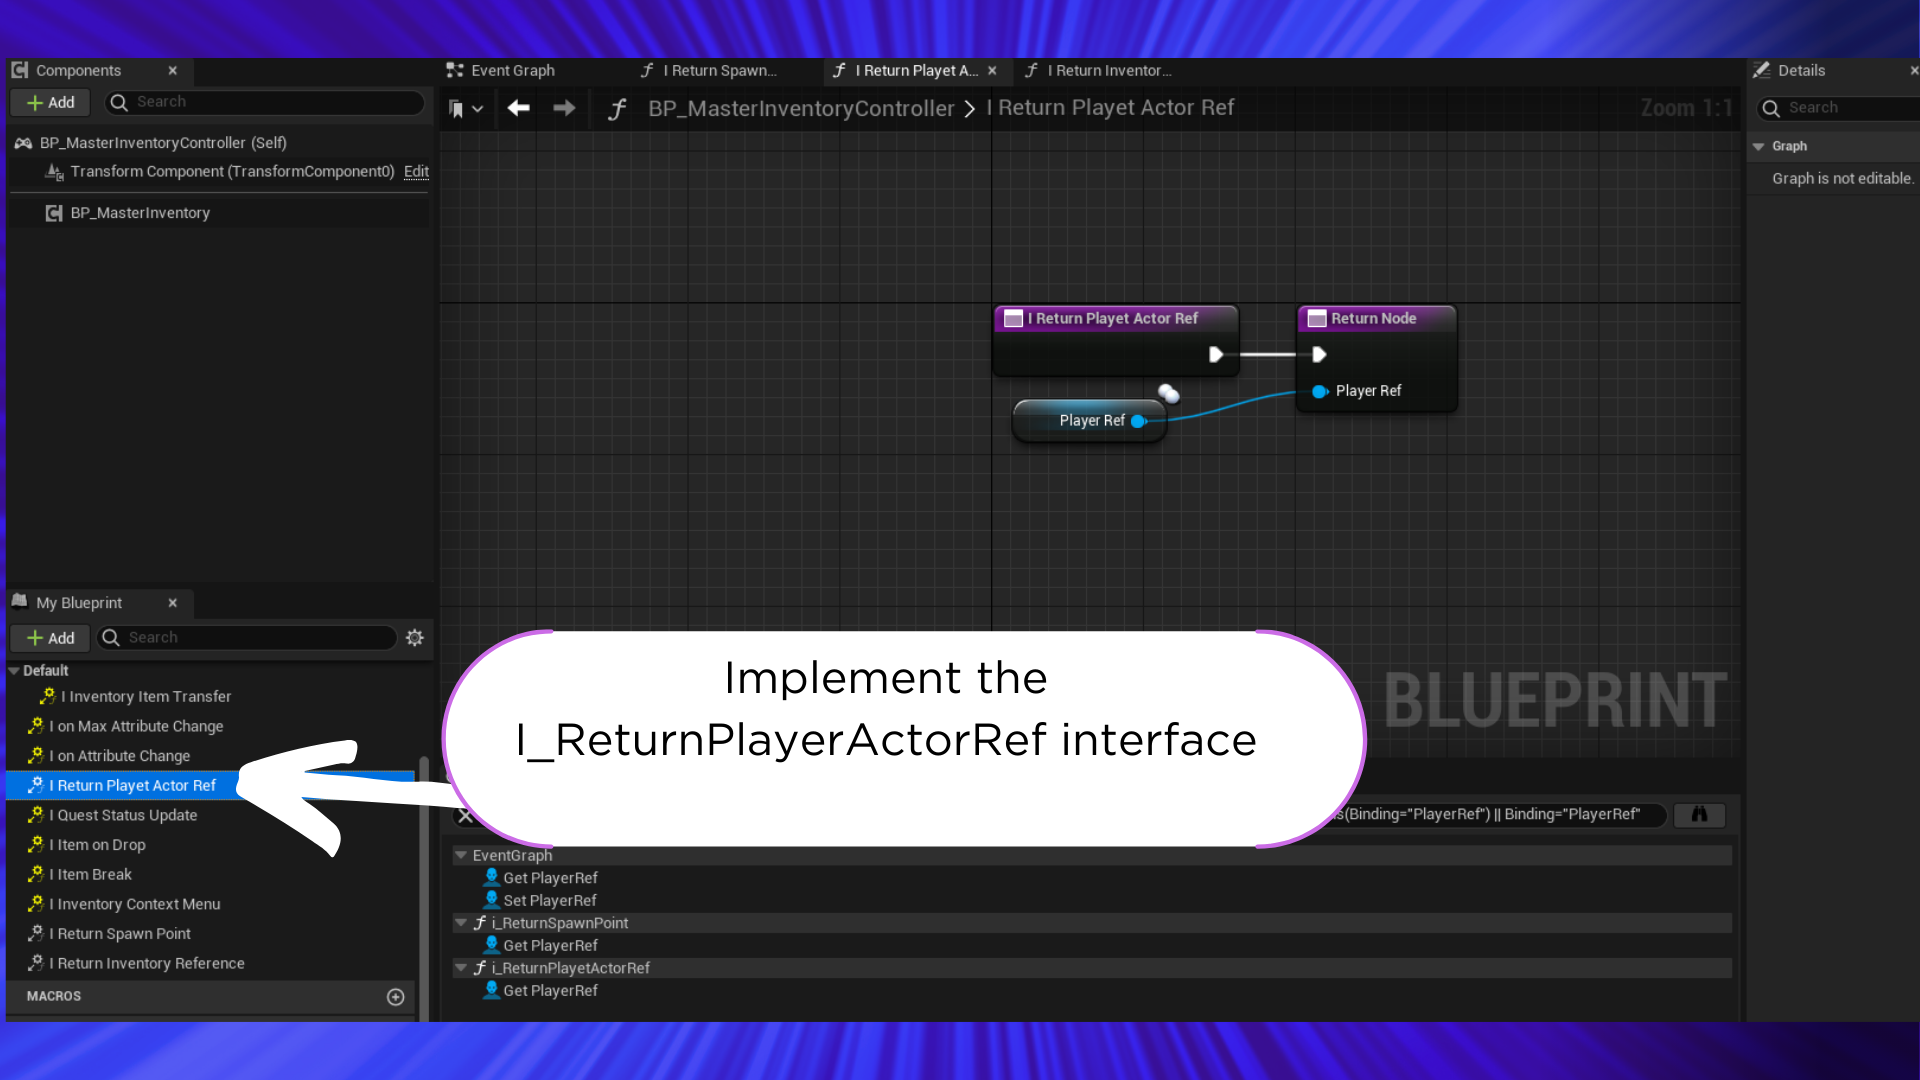 Components
Add
Search
BP_MasterInventoryController (Self)
Transform Component (TransformComponent0) Edit
BP_MasterInventory
Event Graph
I Return Spawn...
I Return Playet A...
I Return Inventor...
BP_MasterInventoryController > I Return Playet Actor Ref
Zoom 1:1
I Return Playet Actor Ref
Return Node
Player Ref
Player Ref
BLUEPRINT
Details
Search
Graph
Graph is not editable.
My Blueprint
Add
Search
Default
I Inventory Item Transfer
I on Max Attribute Change
I on Attribute Change
I Return Playet Actor Ref
I Quest Status Update
I Item on Drop
I Item Break
I Inventory Context Menu
I Return Spawn Point
I Return Inventory Reference
MACROS
Implement the
I_ReturnPlayerActorRef interface
(Binding="PlayerRef") || Binding="PlayerRef"
EventGraph
Get PlayerRef
Set PlayerRef
i_ReturnSpawnPoint
Get PlayerRef
i_ReturnPlayetActorRef
Get PlayerRef